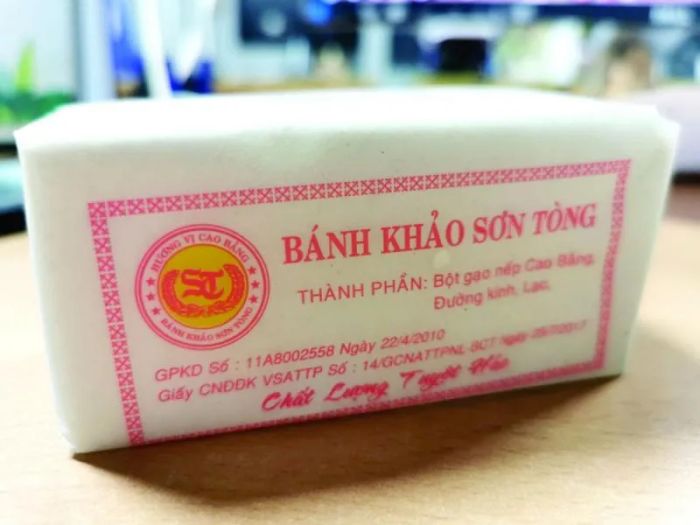 HƯƠNG VỊ CAO BẰNG
ST
BÁNH KHẢO SƠN TÒNG
BÁNH KHẢO SƠN TÒNG
THÀNH PHẦN: Bột gạo nếp Cao Bằng,
Đường kính, Lạc,
GPKD Số : 11A8002558 Ngày 22/4/2010
Giấy CNĐĐK VSATTP Số : 14/GCNATTPNL-SCT Ngày 2017
Chất Lượng Tuyệt Hảo